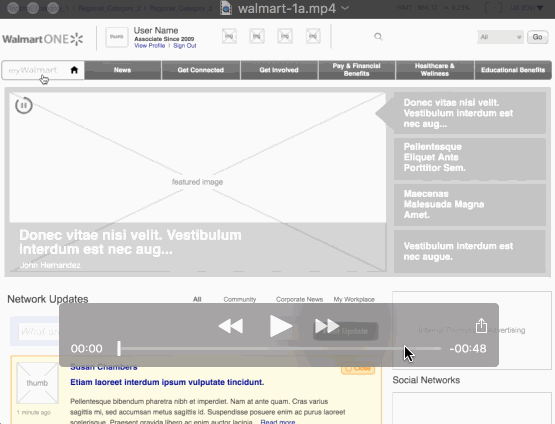 walmart-1a.mp4
WalmartONE
thumb
User Name
Associate Since 2009
View Profile | Sign Out
img
img
img
img
All
Go
myWalmart
News
Get Connected
Get Involved
Pay & Financial
Benefits
Healthcare &
Wellness
Educational Benefits
featured image
Donec vitae nisl velit. Vestibulum
interdum est nec aug...
John Hernandez
Donec vitae nisl velit.
Vestibulum interdum est
nec aug...
Pellentesque
Eliquet Ante
Porttitor Sem.
Maecenas
Malesuada Magna
Amet.
Vestibulum interdum est
nec augue.
Network Updates
All
Community
Corporate News
My Workplace
Update
Advertising
00:00
-00:48
Susan Chambers
Close
thumb
Etiam laoreet interdum ipsum vulputate tincidunt.
1 minute ago
Pellentesque bibendum pharetra nibh et imperdiet. Nam at ante quam. Cras varius
sagittis mi, sed accumsan metus sagittis id. Suspendisse posuere enim ac purus laoreet
scelerisque. Praesent gravida libero ac enim auctor interdum. Read more
Social Networks